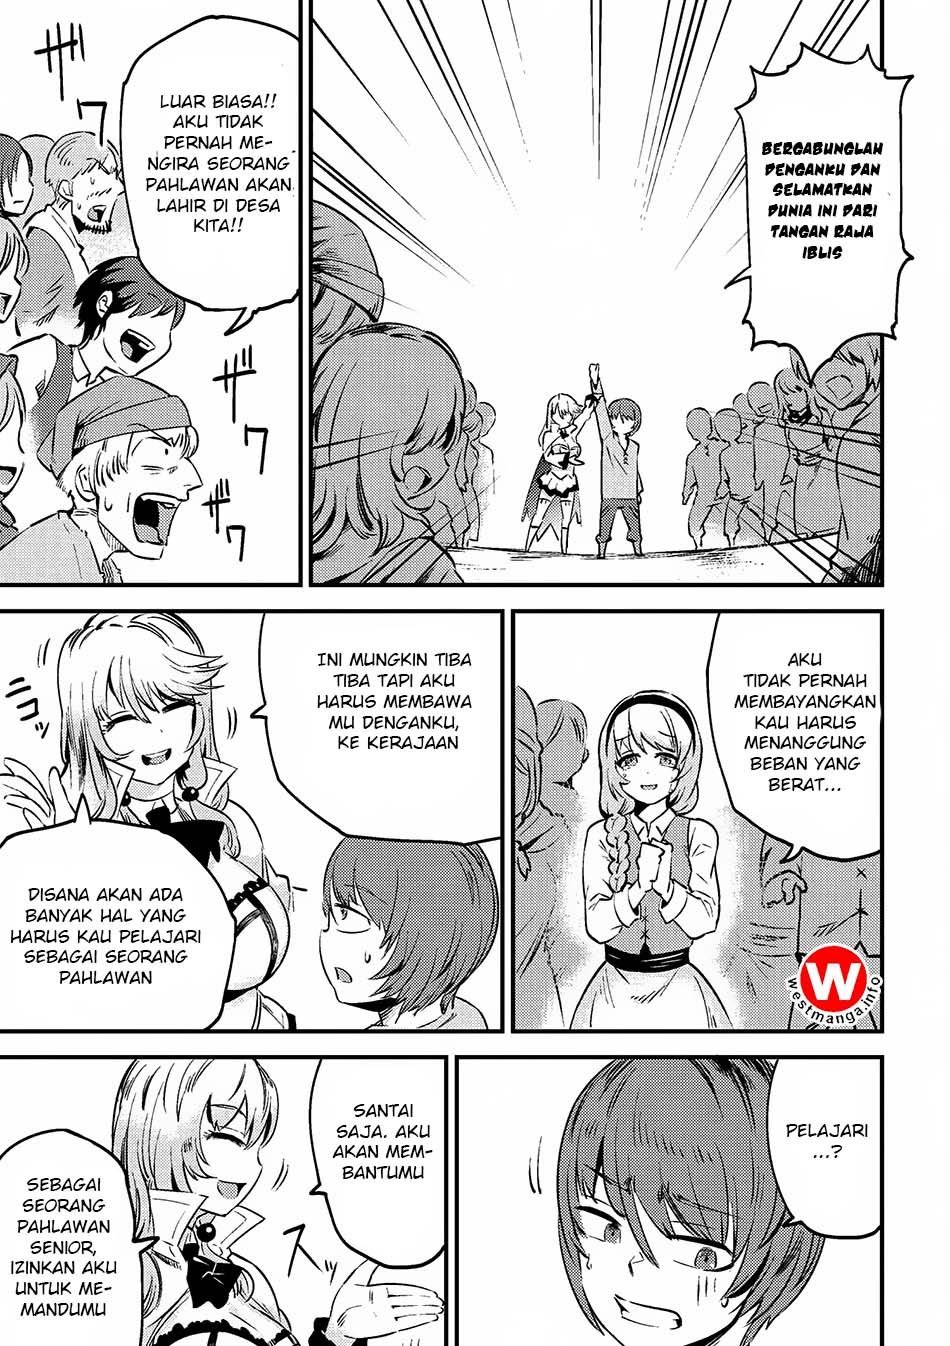 BERGABUNGLAH
DENGANKU DAN
SELAMATKAN
DUNIA INI DARI
TANGAN RAJA
IBLIS
LUAR BIASA!!
AKU TIDAK
PERNAH ME-
NGIRA SEORANG
PAHLAWAN AKAN
LAHIR DI DESA
KITA!!
ワ
ワ
ワ
ワ
AKU
TIDAK PERNAH
MEMBAYANGKAN
KAU HARUS
MENANGGUNG
BEBAN YANG
BERAT...
INI MUNGKIN TIBA
TIBA TAPI AKU
HARUS MEMBAWA
MU DENGANKU,
KE KERAJAAN
DISANA AKAN ADA
BANYAK HAL YANG
HARUS KAU PELAJARI
SEBAGAI SEORANG
PAHLAWAN
W
westmanga.info
PELAJARI
...?
SANTAI
SAJA. AKU
AKAN MEM-
BANTUMU
SEBAGAI
SEORANG
PAHLAWAN
SENIOR,
IZINKAN AKU
UNTUK ME-
MANDUMU